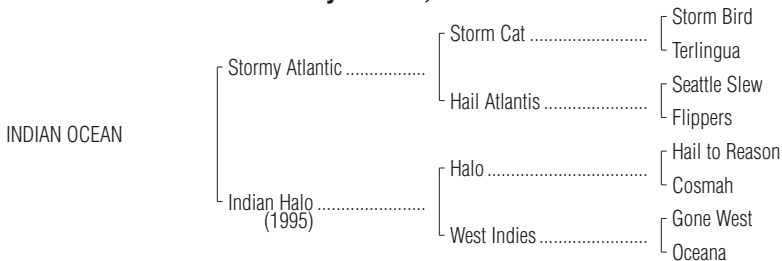 Storm Bird
Storm Cat ..........................
Terlingua
Stormy Atlantic .................
Seattle Slew
Hail Atlantis .......................
Flippers
INDIAN OCEAN
Hail to Reason
Halo ...................................
Cosmah
Indian Halo .......................
(1995)
Gone West
West Indies ........................
Oceana